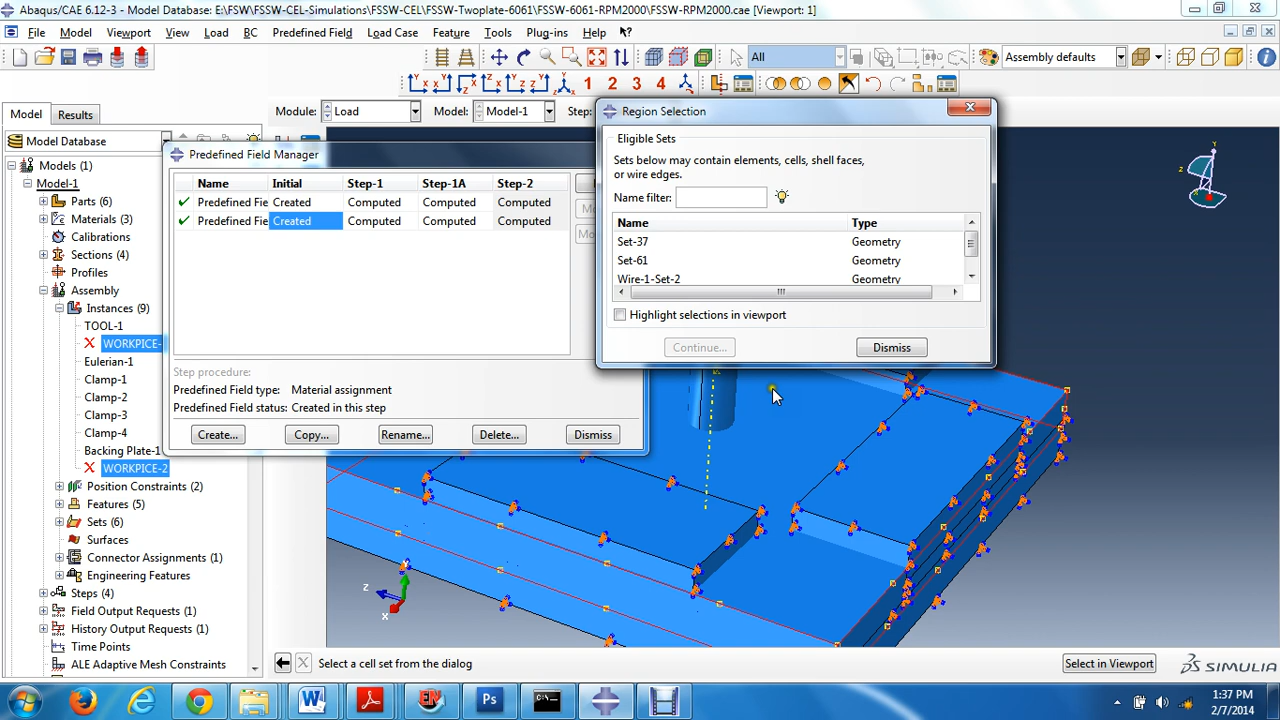 Abaqus/CAE 6.12-3 - Model Database: E:\FSW\FSSW-CEL-Simulations\FSSW-CEL\FSSW-Twoplate-6061\FSSW-6061-RPM2000\FSSW-RPM2000.cae [Viewport: 1]
File Model Viewport View Load BC Predefined Field Load Case Feature Tools Plug-ins Help
All
Assembly defaults
1 2 3 4
Model Results
Module: Load Model: Model-1 Step:
Model Database
Models (1)
Model-1
Parts (6)
Materials (3)
Calibrations
Sections (4)
Profiles
Assembly
Instances (9)
TOOL-1
WORKPICE-
Eulerian-1
Clamp-1
Clamp-2
Clamp-3
Clamp-4
Backing Plate-1
WORKPICE-2
Position Constraints (2)
Features (5)
Sets (6)
Surfaces
Connector Assignments (1)
Engineering Features
Steps (4)
Field Output Requests (1)
History Output Requests (1)
Time Points
ALE Adaptive Mesh Constraints
Predefined Field Manager
Name Initial Step-1 Step-1A Step-2
Predefined Fie Created Computed Computed Computed
Predefined Fie Created Computed Computed Computed
Step procedure:
Predefined Field type: Material assignment
Predefined Field status: Created in this step
Create... Copy... Rename... Delete... Dismiss
Region Selection
Eligible Sets
Sets below may contain elements, cells, shell faces,
or wire edges.
Name filter:
Name Type
Set-37 Geometry
Set-61 Geometry
Wire-1-Set-2 Geometry
Highlight selections in viewport
Continue... Dismiss
Select a cell set from the dialog
Select in Viewport
SIMULIA
1:37 PM
2/7/2014